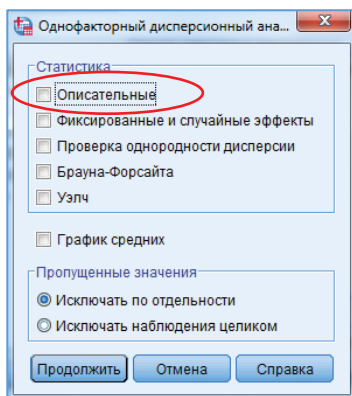 Однофакторный дисперсионный ана...
Статистика
Описательные
Фиксированные и случайные эффекты
Проверка однородности дисперсии
Брауна-Форсайта
Уэлч
График средних
Пропущенные значения
Исключать по отдельности
Исключать наблюдения целиком
Продолжить Отмена Справка